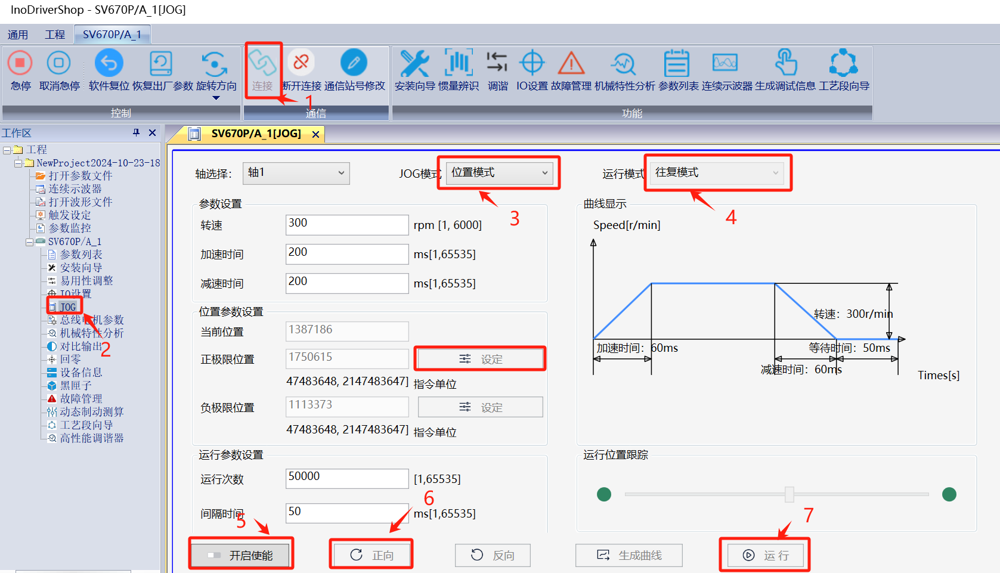 InoDriverShop - SV670P/A_1[JOG]
通用 工程 SV670P/A_1
急停 取消急停 软件复位 恢复出厂参数 旋转方向 连接 断开连接 通信站号修改 安装向导 惯量辨识 调谐 IO设置 故障管理 机械特性分析 参数列表 连续示波器 生成调试信息 工艺段向导
1
控制 通信 功能
工作区
工程
NewProject2024-10-23-18
打开参数文件
连续示波器
打开波形文件
触发设定
参数监控
SV670P/A_1
参数列表
安装向导
易用性调整
IO设置
JOG
总线电机参数
机械特性分析
对比输出
2
回零
设备信息
黑匣子
故障管理
动态制动测算
工艺段向导
高性能调谐器
SV670P/A_1[JOG]
轴选择： 轴1 JOG模式 位置模式 运行模式 往复模式
3
4
参数设置
转速 300 rpm [1, 6000]
加速时间 200 ms[1,65535]
减速时间 200 ms[1,65535]
位置参数设置
当前位置 1387186
正极限位置 1750615 设定
47483648, 2147483647] 指令单位
负极限位置 1113373 设定
47483648, 2147483647] 指令单位
运行参数设置
运行次数 50000 [1,65535]
间隔时间 50 ms[1,65535]
5
6
曲线显示
Speed[r/min]
转速：300r/min
加速时间：60ms 等待时间：50ms
减速时间：60ms
Times[s]
运行位置跟踪
7
开启使能 正向 反向 生成曲线 运 行